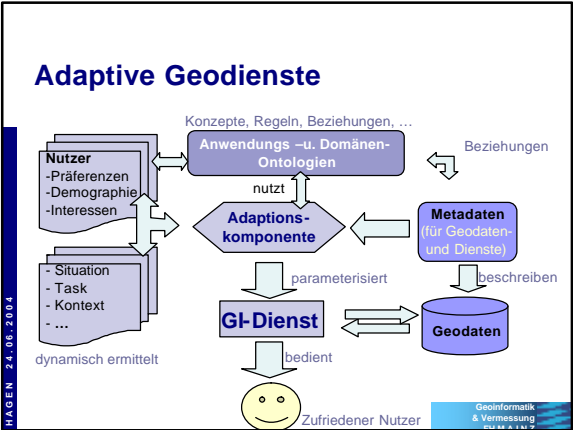 Adaptive Geodienste
Konzepte, Regeln, Beziehungen, …
Anwendungs –u. Domänen-
Ontologien
Beziehungen
Nutzer
-Präferenzen
-Demographie
-Interessen
nutzt
Adaptions-
komponente
Metadaten
(für Geodaten-
und Dienste)
- Situation
- Task
- Kontext
- …
dynamisch ermittelt
parameterisiert
beschreiben
GI-Dienst
Geodaten
bedient
Zufriedener Nutzer
HAGEN 24.06.2004
Geoinformatik
& Vermessung
FH MAINZ